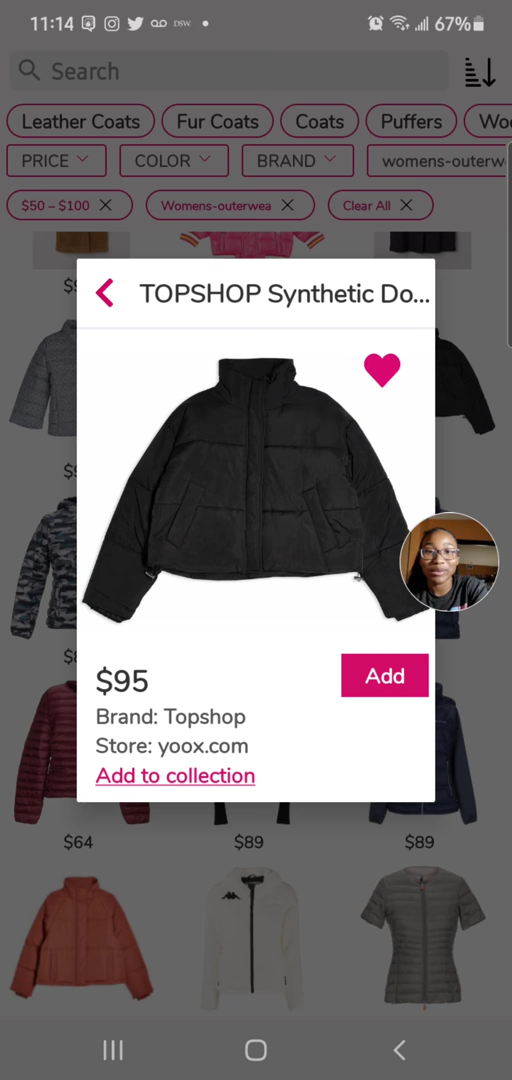 11:14 DSW 67%
Search
Leather Coats Fur Coats Coats Puffers
PRICE COLOR BRAND womens-outerw
$50 – $100 Womens-outerwea Clear All
TOPSHOP Synthetic Do...
$95
Add
Brand: Topshop
Store: yoox.com
Add to collection
$64 $89 $89